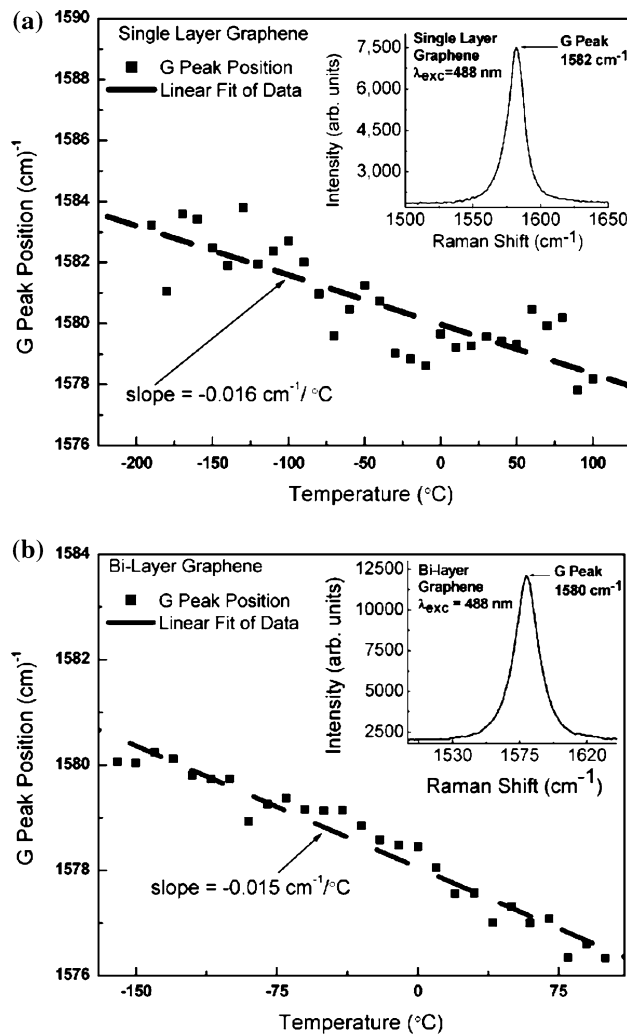 (a)
Single Layer Graphene
G Peak Position
Linear Fit of Data
G Peak Position (cm)⁻¹
1590
1588
1586
1584
1582
1580
1578
1576
slope = -0.016 cm⁻¹/ °C
-200
-150
-100
-50
0
50
100
Temperature (°C)
Single Layer
Graphene
λexc=488 nm
G Peak
1582 cm⁻¹
Intensity (arb. units)
7,500
6,000
4,500
3,000
1500
1550
1600
1650
Raman Shift (cm⁻¹)
(b)
Bi-Layer Graphene
G Peak Position
Linear Fit of Data
G Peak Position (cm)⁻¹
1584
1582
1580
1578
1576
slope = -0.015 cm⁻¹/°C
-150
-75
0
75
Temperature (°C)
Bi-layer
Graphene
λexc = 488 nm
G Peak
1580 cm⁻¹
Intensity (arb. units)
12500
10000
7500
5000
2500
1530
1575
1620
Raman Shift (cm⁻¹)